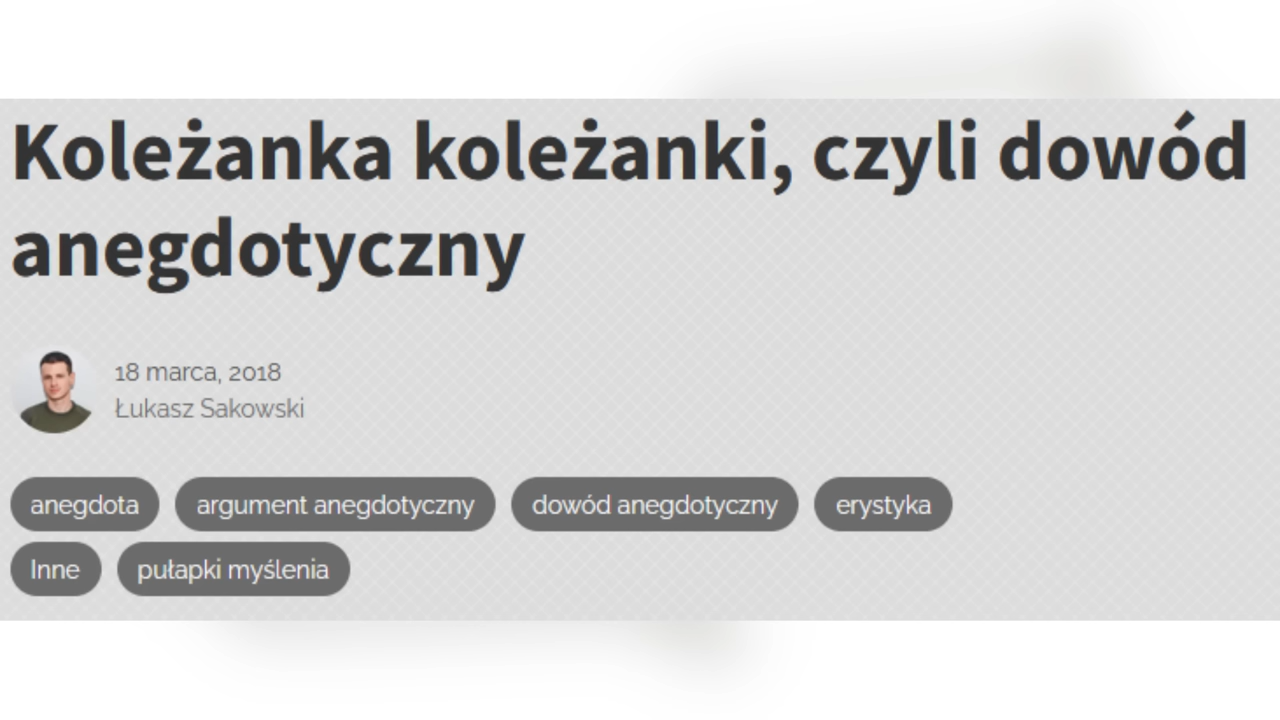 Koleżanka koleżanki, czyli dowód
anegdotyczny
18 marca, 2018
Łukasz Sakowski
anegdota argument anegdotyczny dowód anegdotyczny erystyka
Inne pułapki myślenia